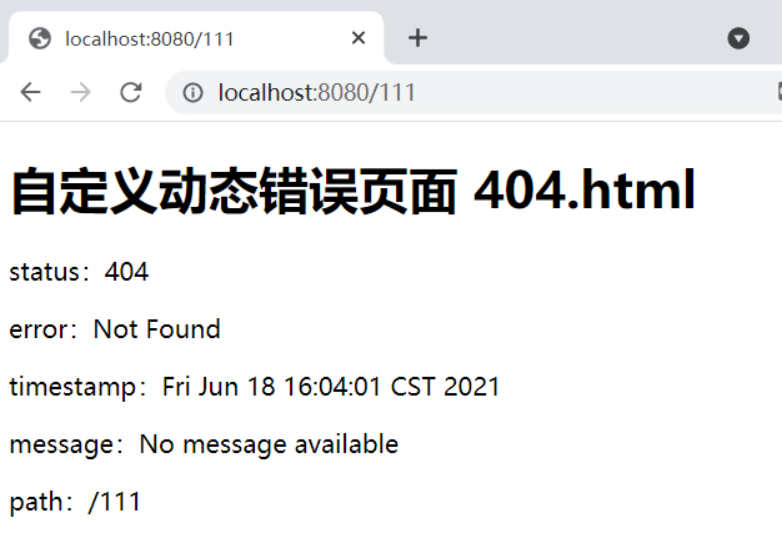 localhost:8080/111
localhost:8080/111
自定义动态错误页面 404.html
status：404
error：Not Found
timestamp：Fri Jun 18 16:04:01 CST 2021
message：No message available
path：/111